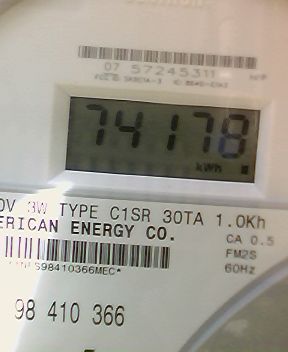 07 57245311
74178
kWh
0V 3W TYPE C1SR 30TA 1.0Kh
ERICAN ENERGY CO.
CA 0.5
FM2S
60Hz
S98410366MEC*
98 410 366